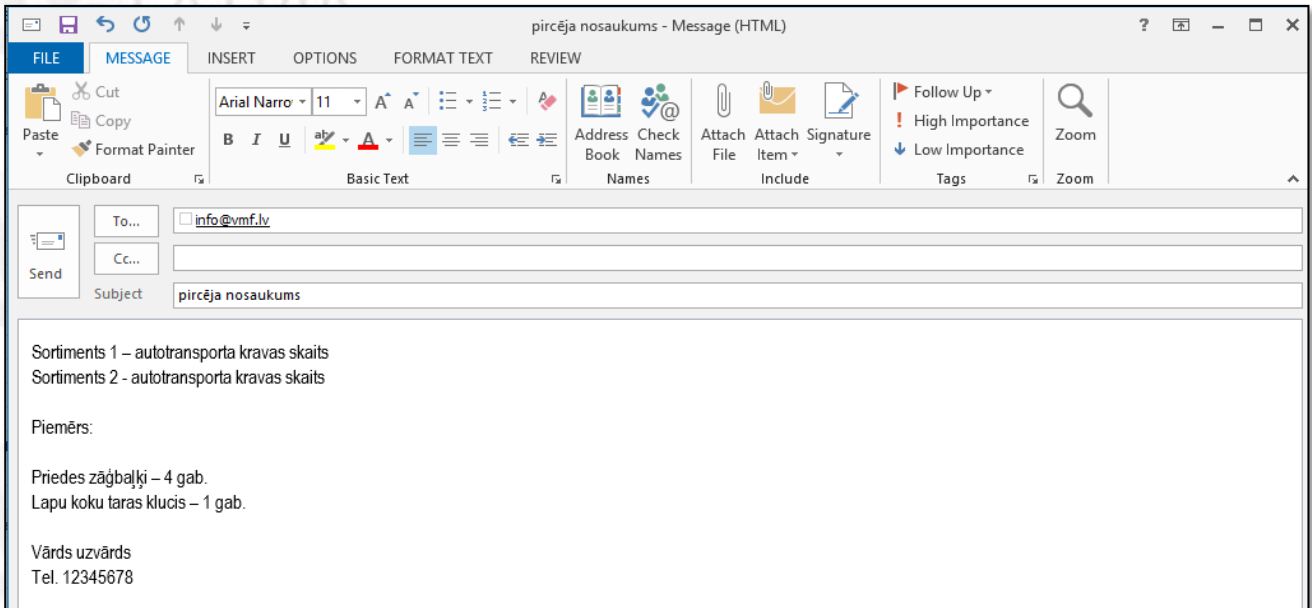 pircēja nosaukums - Message (HTML)
?
FILE MESSAGE INSERT OPTIONS FORMAT TEXT REVIEW
Paste
Cut
Copy
Format Painter
Clipboard
Arial Narro 11
B I U
Basic Text
Address Book
Check Names
Names
Attach File
Attach Item
Signature
Include
Follow Up
High Importance
Low Importance
Tags
Zoom
Zoom
Send
To... info@vmf.lv
Cc...
Subject pircēja nosaukums
Sortiments 1 – autotransporta kravas skaits
Sortiments 2 - autotransporta kravas skaits
Piemērs:
Priedes zāģbaļķi – 4 gab.
Lapu koku taras klucis – 1 gab.
Vārds uzvārds
Tel. 12345678